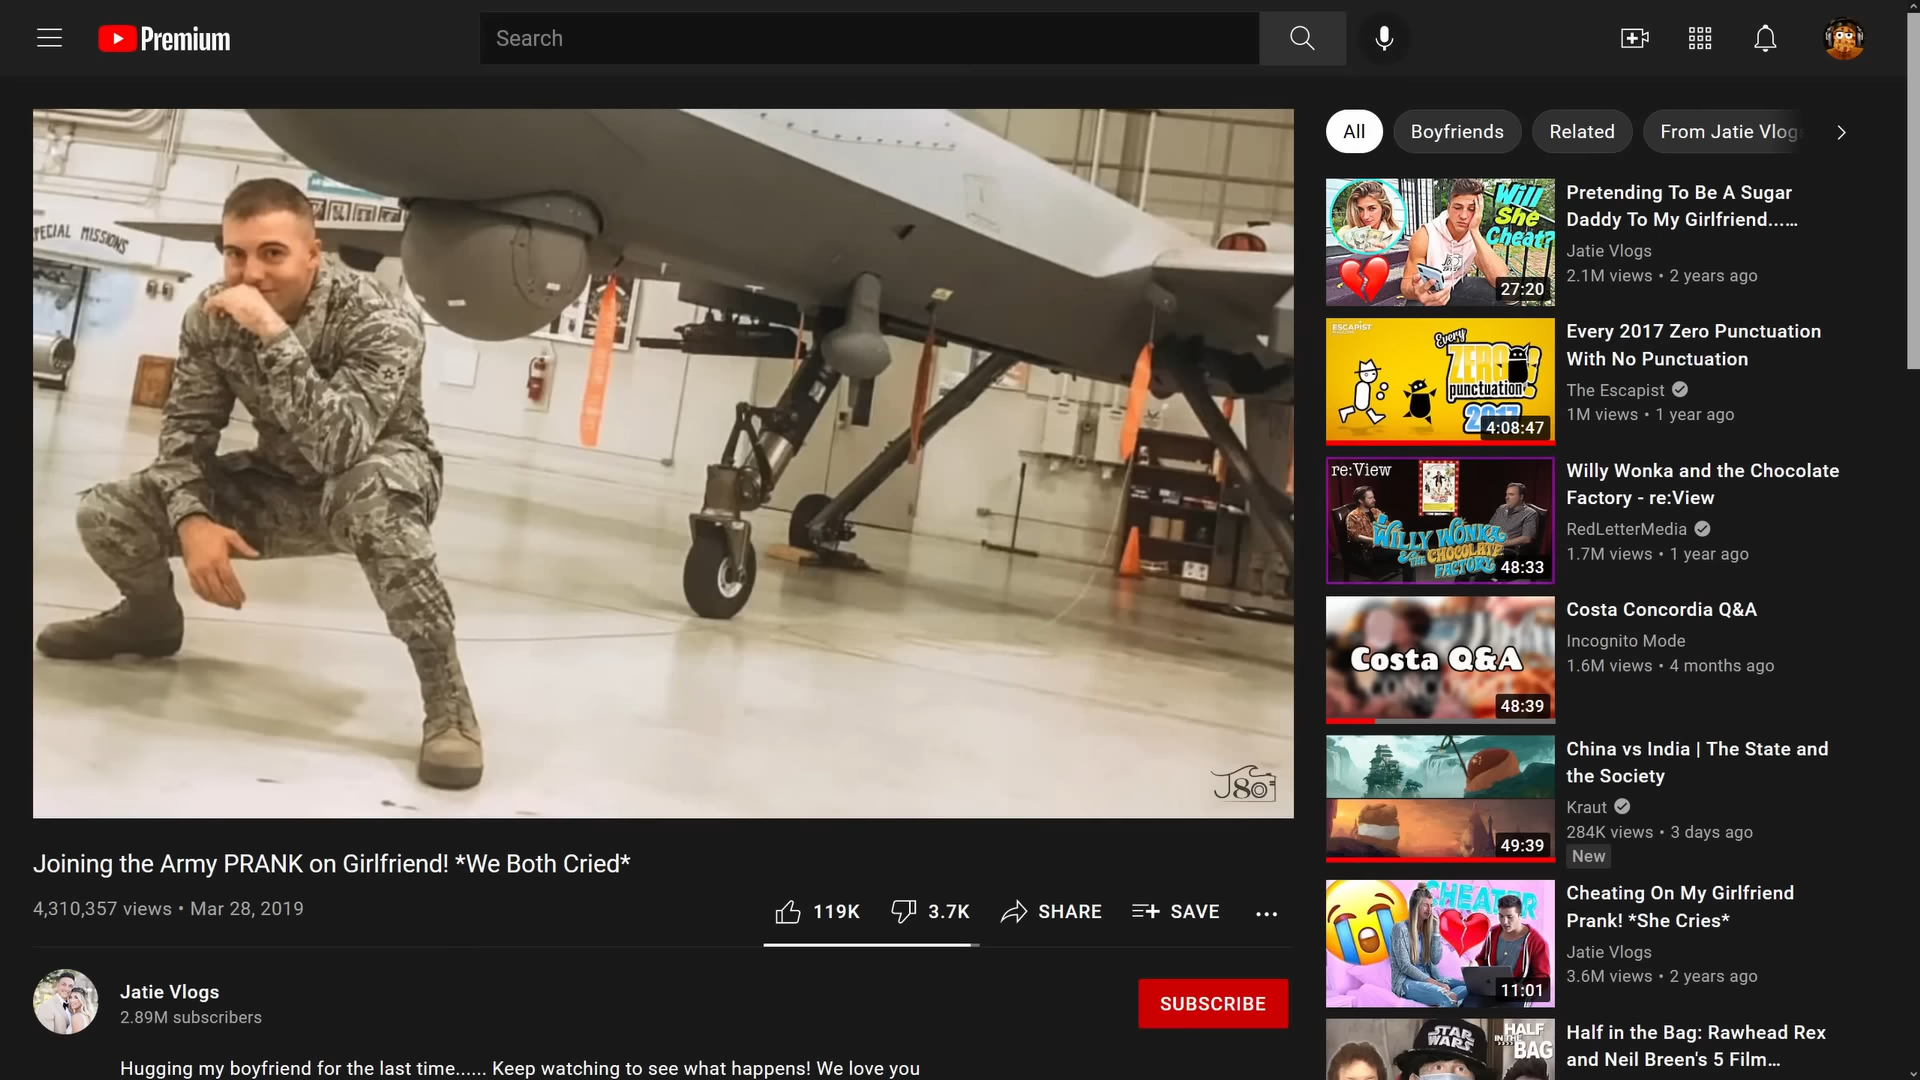 Premium
Search
SPECIAL MISSIONS
J80
Joining the Army PRANK on Girlfriend! *We Both Cried*
4,310,357 views • Mar 28, 2019
119K
3.7K
SHARE
SAVE
Jatie Vlogs
2.89M subscribers
SUBSCRIBE
Hugging my boyfriend for the last time...... Keep watching to see what happens! We love you
All
Boyfriends
Related
From Jatie Vlog
Will
She
Cheat?
27:20
Pretending To Be A Sugar
Daddy To My Girlfriend...…
Jatie Vlogs
2.1M views • 2 years ago
ESCAPIST
Every
ZERO
punctuation!
2017
4:08:47
Every 2017 Zero Punctuation
With No Punctuation
The Escapist
1M views • 1 year ago
re:View
WILLY WONKA
& THE CHOCOLATE
FACTORY
48:33
Willy Wonka and the Chocolate
Factory - re:View
RedLetterMedia
1.7M views • 1 year ago
Costa Q&A
48:39
Costa Concordia Q&A
Incognito Mode
1.6M views • 4 months ago
49:39
China vs India | The State and
the Society
Kraut
284K views • 3 days ago
New
CHEATER
11:01
Cheating On My Girlfriend
Prank! *She Cries*
Jatie Vlogs
3.6M views • 2 years ago
STAR
WARS
HALF
IN THE
BAG
Half in the Bag: Rawhead Rex
and Neil Breen's 5 Film…